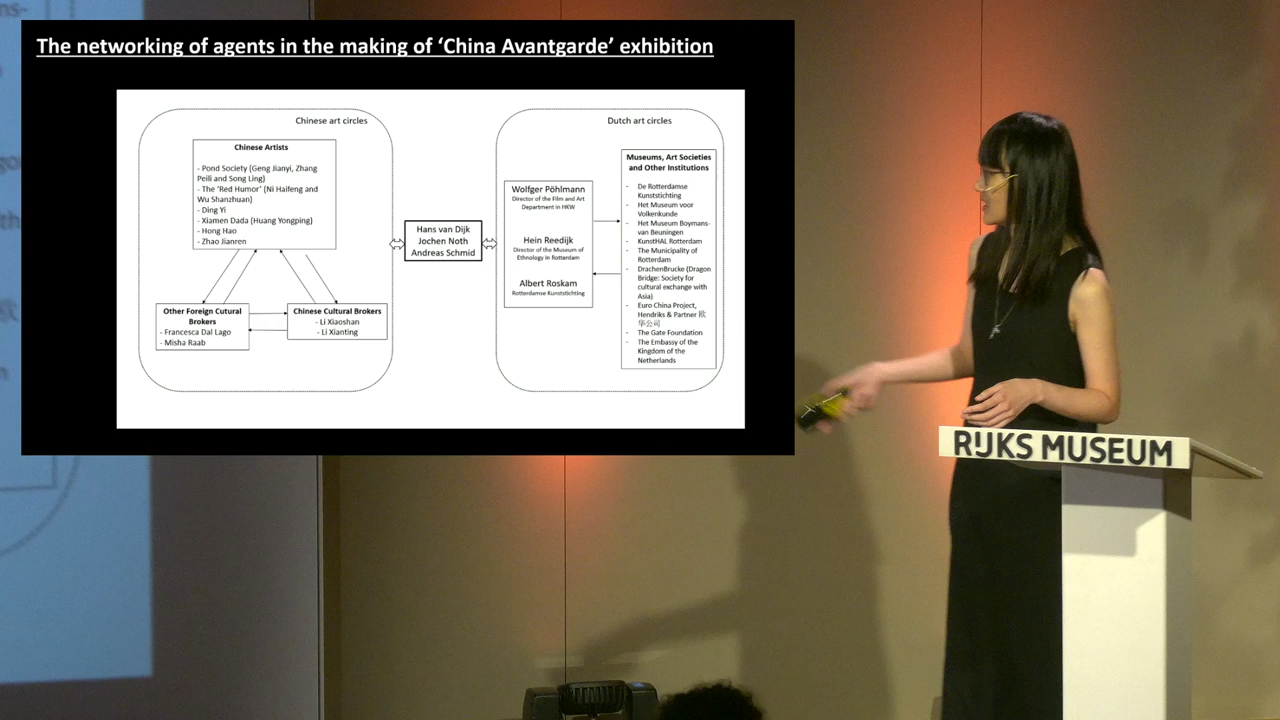 The networking of agents in the making of ‘China Avantgarde’ exhibition
Chinese art circles
Chinese Artists
- Pond Society (Geng Jianyi, Zhang
Peili and Song Ling)
- The ‘Red Humor’ (Ni Haifeng and
Wu Shanzhuan)
- Ding Yi
- Xiamen Dada (Huang Yongping)
- Hong Hao
- Zhao Jianren
Other Foreign Cutural
Brokers
- Francesca Dal Lago
- Misha Raab
Chinese Cultural Brokers
- Li Xiaoshan
- Li Xianting
Hans van Dijk
Jochen Noth
Andreas Schmid
Dutch art circles
Wolfger Pöhlmann
Director of the Film and Art
Department in HKW
Hein Reedijk
Director of the Museum of
Ethnology in Rotterdam
Albert Roskam
Rotterdamse Kunststichting
Museums, Art Societies
and Other Institutions
- De Rotterdamse
Kunststichting
- Het Museum voor
Volkenkunde
- Het Museum Boymans-
van Beuningen
- KunstHAL Rotterdam
- The Municipality of
Rotterdam
- DrachenBrucke (Dragon
Bridge: Society for
cultural exchange with
Asia)
- Euro China Project,
Hendriks & Partner 欧
华公司
- The Gate Foundation
- The Embassy of the
Kingdom of the
Netherlands
RIJKS MUSEUM